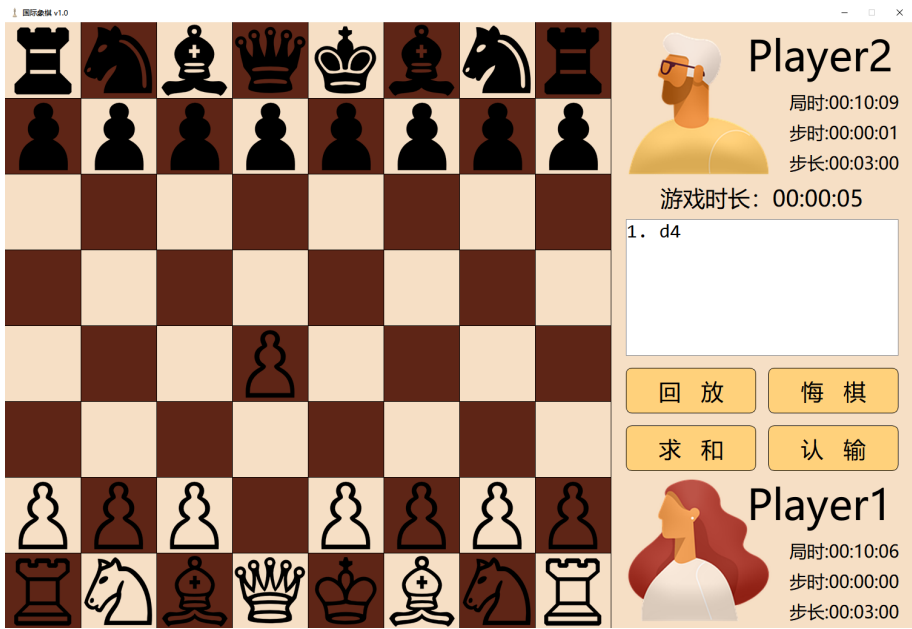 国际象棋 v1.0
Player2
局时:00:10:09
步时:00:00:01
步长:00:03:00
游戏时长：00:00:05
1. d4
回 放
悔 棋
求 和
认 输
Player1
局时:00:10:06
步时:00:00:00
步长:00:03:00